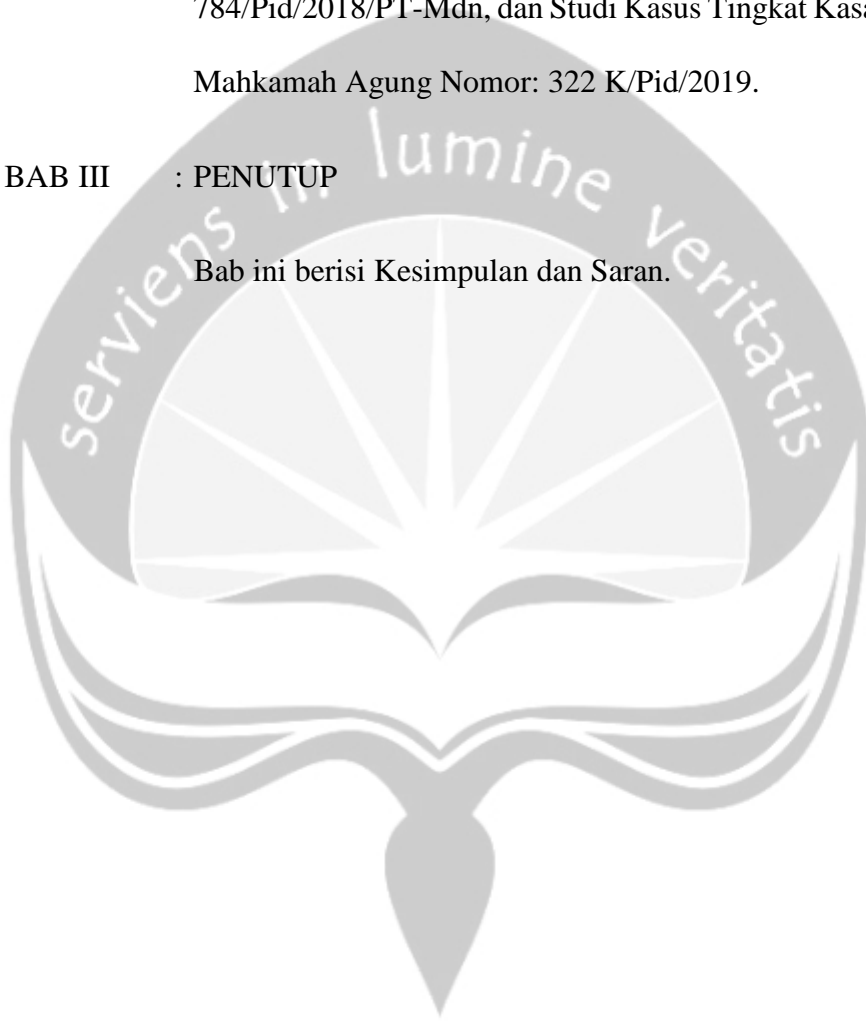 784/Pid/2018/PT-Mdn, dan Studi Kasus Tingkat
Mahkamah Agung Nomor: 322 K/Pid/2019.
BAB III : PENUTUP
Bab ini berisi Kesimpulan dan Saran.
serviens in lumine veritatis